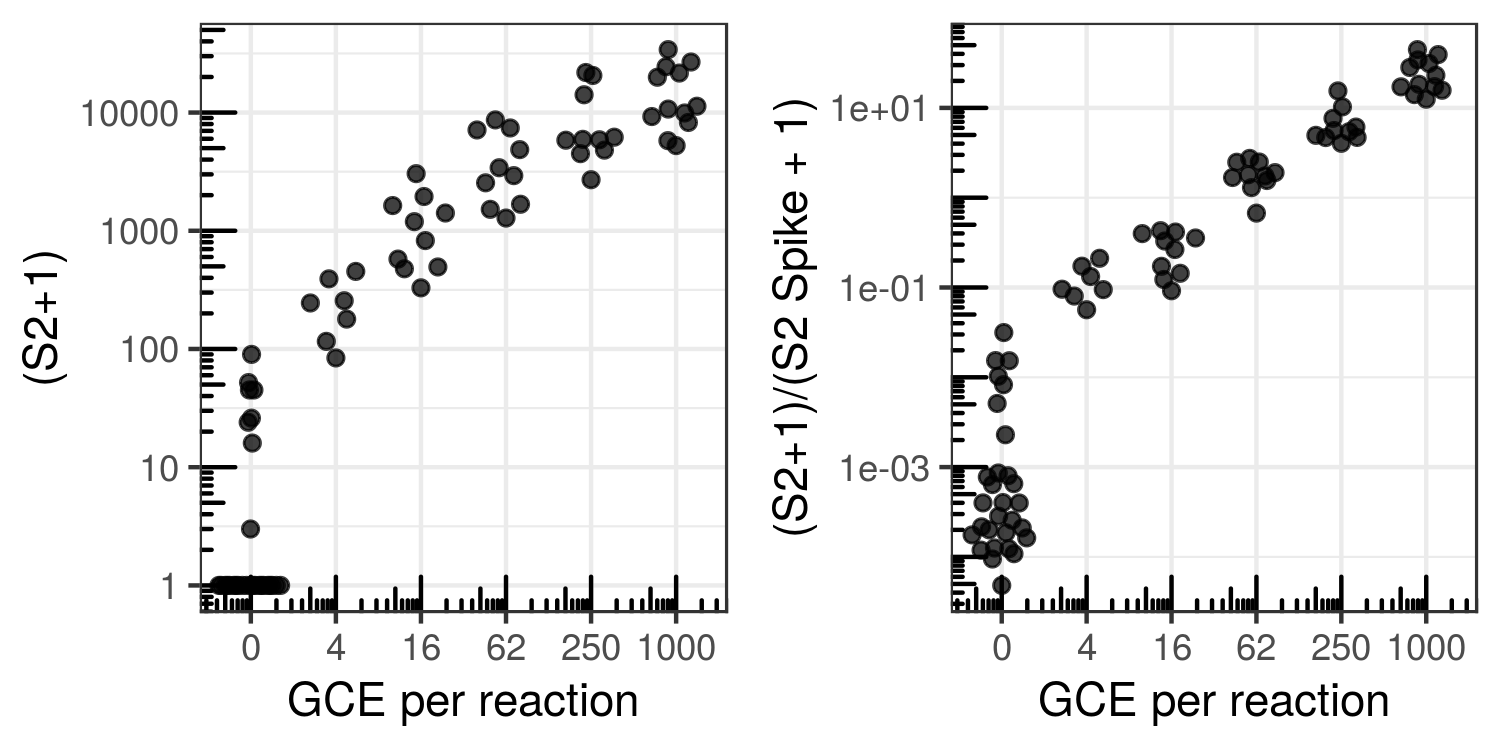 (S2+1)
10000
1000
100
10
1
0 4 16 62 250 1000
GCE per reaction
(S2+1)/(S2 Spike + 1)
1e+01
1e-01
1e-03
0 4 16 62 250 1000
GCE per reaction